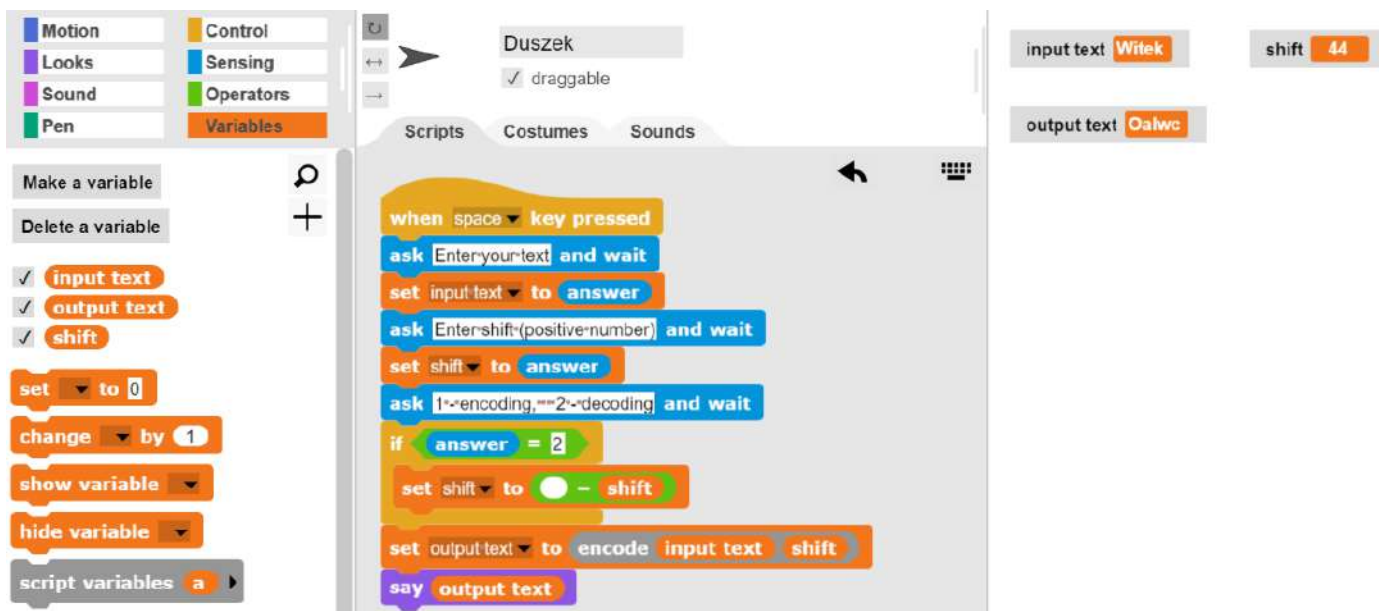 Motion
Control
Looks
Sensing
Sound
Operators
Pen
Variables
Make a variable
Delete a variable
input text
output text
shift
set to 0
change by 1
show variable
hide variable
script variables a
Duszek
draggable
Scripts Costumes Sounds
when space key pressed
ask Enter your text and wait
set input text to answer
ask Enter shift (positive number) and wait
set shift to answer
ask 1 - encoding, 2 - decoding and wait
if answer = 2
set shift to – shift
set output text to encode input text shift
say output text
input text Witek
shift 44
output text Oalwc